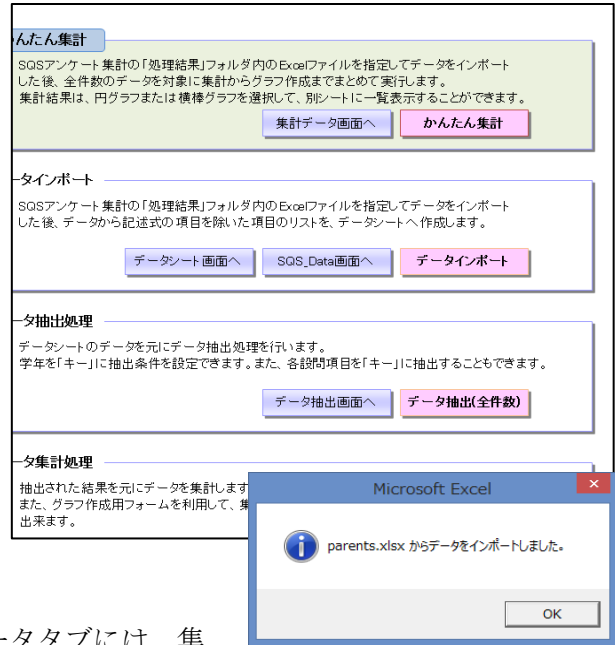 んたん集計
SQSアンケート集計の「処理結果」フォルダ内のExcelファイルを指定してデータをインポート
した後、全件数のデータを対象に集計からグラフ作成までまとめて実行します。
集計結果は、円グラフまたは横棒グラフを選択して、別シートに一覧表示することができます。
集計データ画面へ かんたん集計
ータインポート
SQSアンケート集計の「処理結果」フォルダ内のExcelファイルを指定してデータをインポート
した後、データから記述式の項目を除いた項目のリストを、データシートへ作成します。
データシート画面へ SQS_Data画面へ データインポート
ータ抽出処理
データシートのデータを元にデータ抽出処理を行います。
学年を「キー」に抽出条件を設定できます。また、各設問項目を「キー」に抽出することもできます。
データ抽出画面へ データ抽出(全件数)
ータ集計処理
抽出された結果を元にデータを集計します
また、グラフ作成用フォームを利用して、集
出来ます。
Microsoft Excel
parents.xlsx からデータをインポートしました。
OK
ータタブには、集